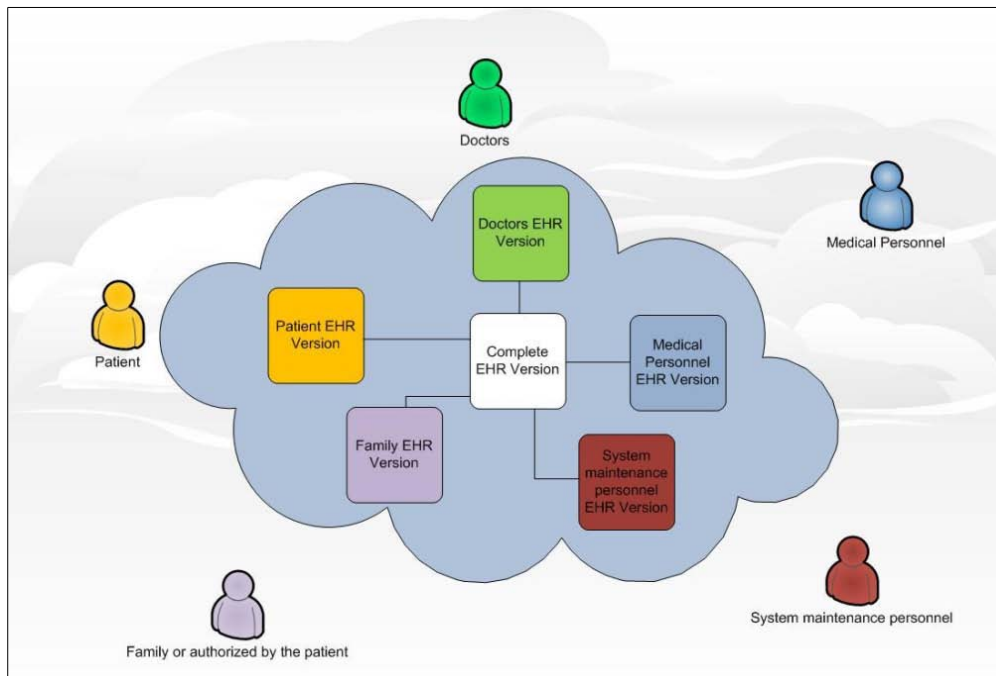 Doctors
Medical Personnel
Doctors EHR
Version
Patient EHR
Version
Patient
Complete
EHR Version
Medical
Personnel
EHR Version
Family EHR
Version
System
maintenance
personnel
EHR Version
System maintenance personnel
Family or authorized by the patient